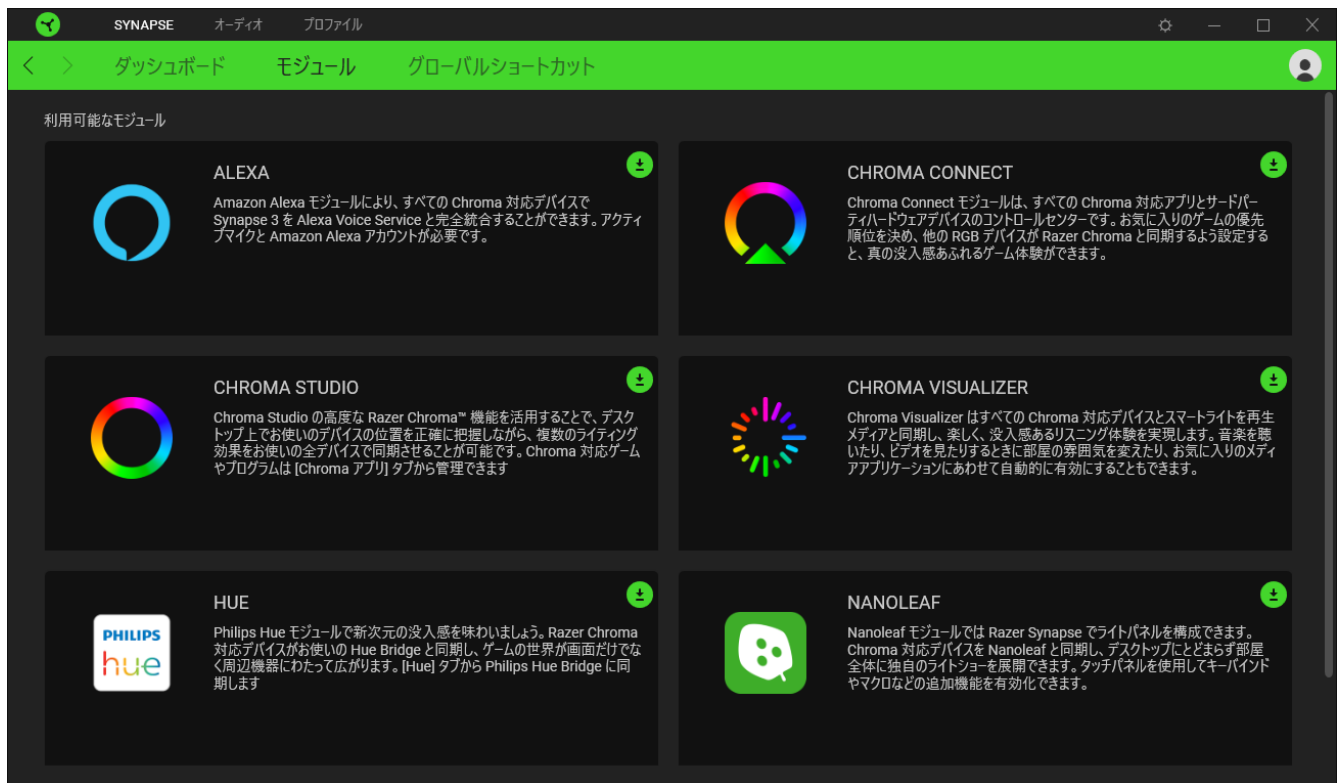 SYNAPSE オーディオ プロファイル
ダッシュボード モジュール グローバルショートカット
利用可能なモジュール
ALEXA
Amazon Alexa モジュールにより、すべての Chroma 対応デバイスで
Synapse 3 を Alexa Voice Service と完全統合することができます。アクティ
ブマイクと Amazon Alexa アカウントが必要です。
CHROMA CONNECT
Chroma Connect モジュールは、すべての Chroma 対応アプリとサードパー
ティハードウェアデバイスのコントロールセンターです。お気に入りのゲームの優先
順位を決め、他の RGB デバイスが Razer Chroma と同期するよう設定する
と、真の没入感あふれるゲーム体験ができます。
CHROMA STUDIO
Chroma Studio の高度な Razer Chroma™ 機能を活用することで、デスク
トップ上でお使いのデバイスの位置を正確に把握しながら、複数のライティング
効果をお使いの全デバイスで同期させることが可能です。Chroma 対応ゲーム
やプログラムは [Chroma アプリ] タブから管理できます
CHROMA VISUALIZER
Chroma Visualizer はすべての Chroma 対応デバイスとスマートライトを再生
メディアと同期し、楽しく、没入感あるリスニング体験を実現します。音楽を聴
いたり、ビデオを見たりするときに部屋の雰囲気を変えたり、お気に入りのメディ
アアプリケーションにあわせて自動的に有効にすることもできます。
PHILIPS
hue
HUE
Philips Hue モジュールで新次元の没入感を味わいましょう。Razer Chroma
対応デバイスがお使いの Hue Bridge と同期し、ゲームの世界が画面だけでな
く周辺機器にわたって広がります。[Hue] タブから Philips Hue Bridge に同
期します
NANOLEAF
Nanoleaf モジュールでは Razer Synapse でライトパネルを構成できます。
Chroma 対応デバイスを Nanoleaf と同期し、デスクトップにとどまらず部屋
全体に独自のライトショーを展開できます。タッチパネルを使用してキーバインド
やマクロなどの追加機能を有効化できます。